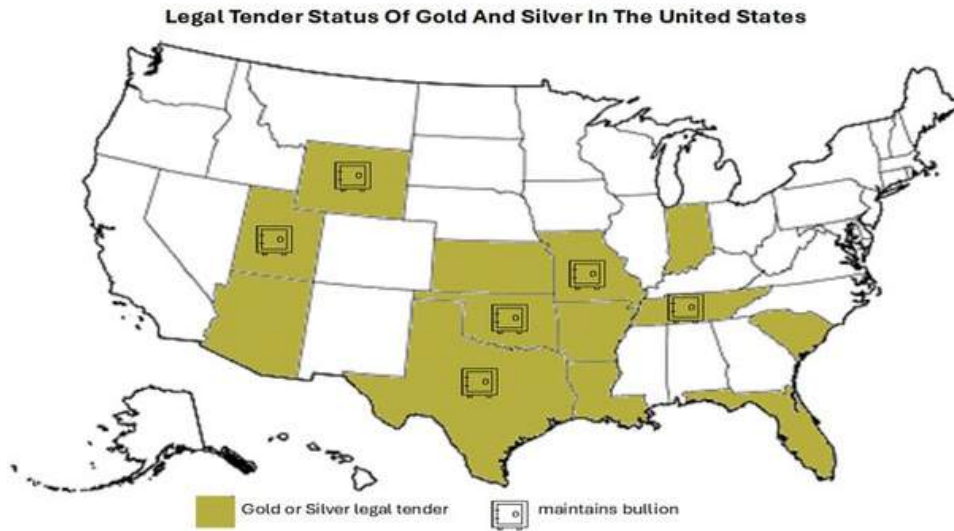 Legal Tender Status Of Gold And Silver In The United States
Gold or Silver legal tender
maintains bullion